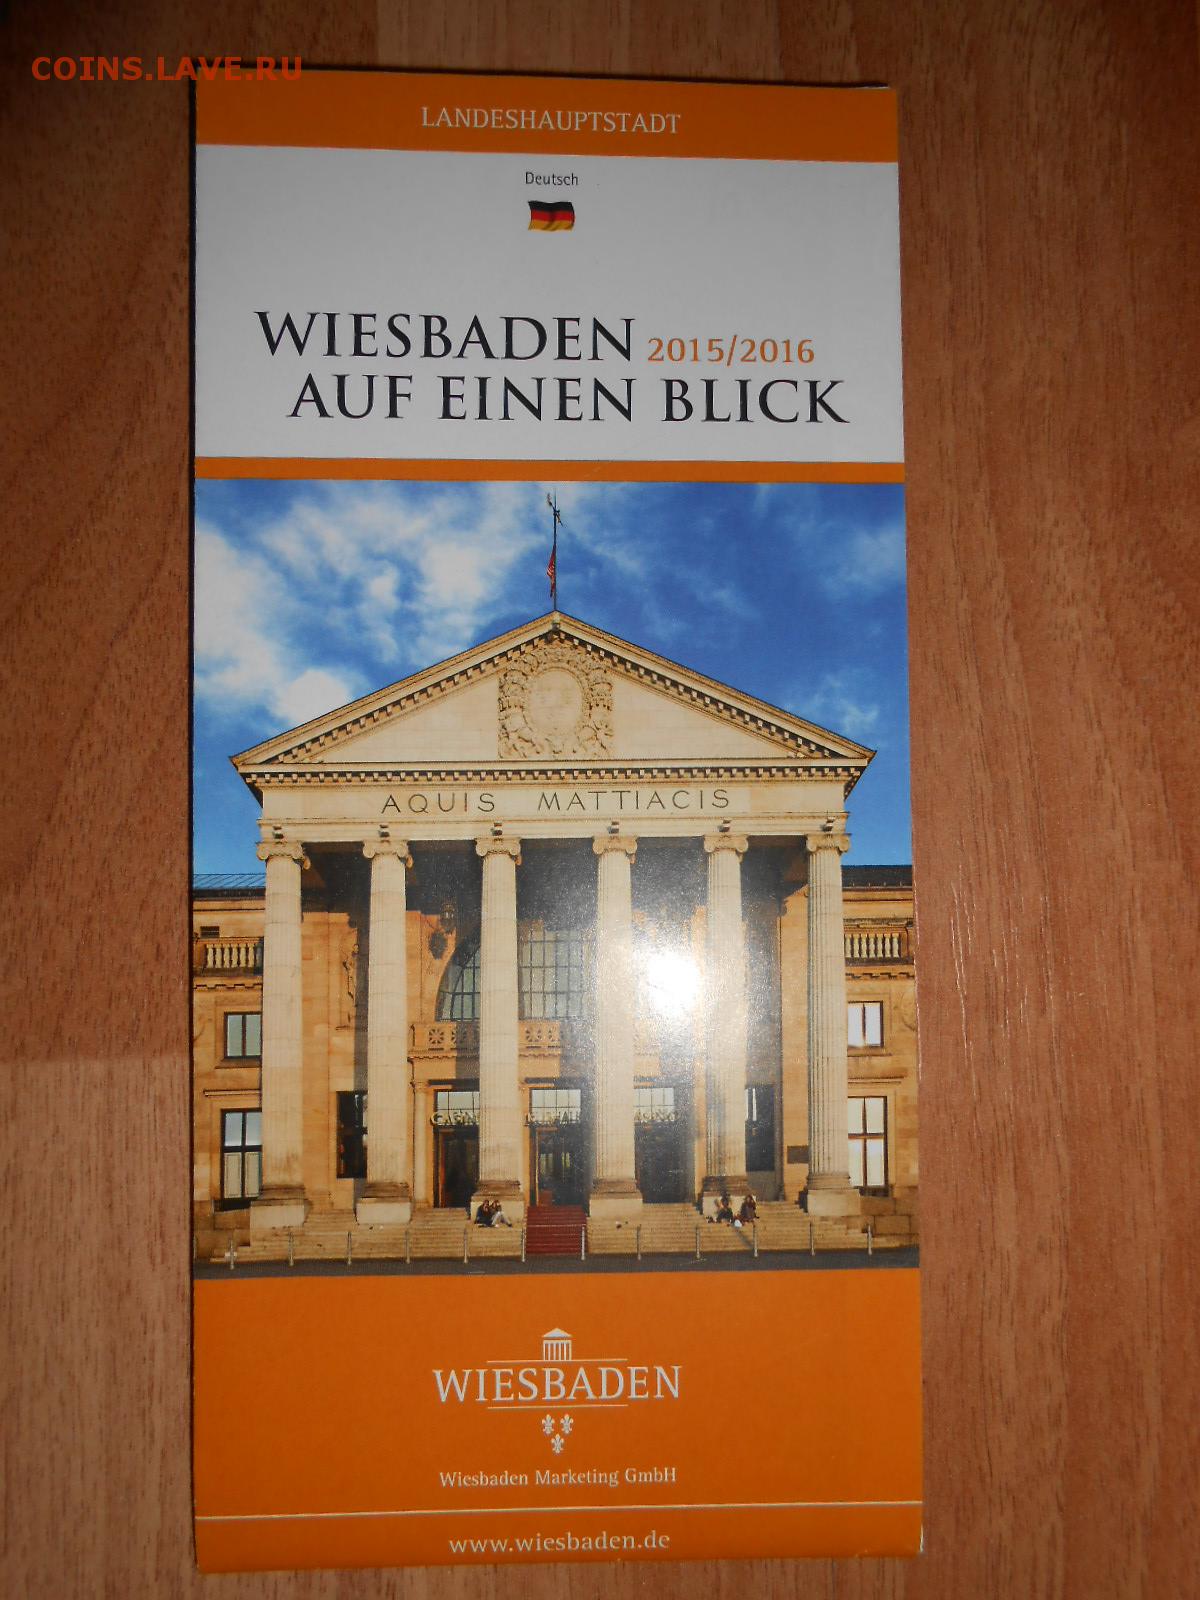 COINS.LAVE.RU
LANDESHAUPTSTADT
Deutsch
WIESBADEN 2015/2016
AUF EINEN BLICK
AQUIS MATTIACIS
WIESBADEN
Wiesbaden Marketing GmbH
www.wiesbaden.de